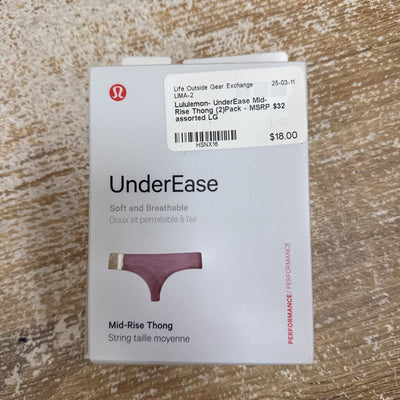 Life Outside Gear Exchange 25-03-11
LIMA-2
Lululemon- UnderEase Mid-
Rise Thong (2)Pack - MSRP $32
assorted LG
HSNX16
$18.00
UnderEase
Soft and Breathable
Doux et perméable à l'air
PERFORMANCE / PERFORMANCE
Mid-Rise Thong
String taille moyenne